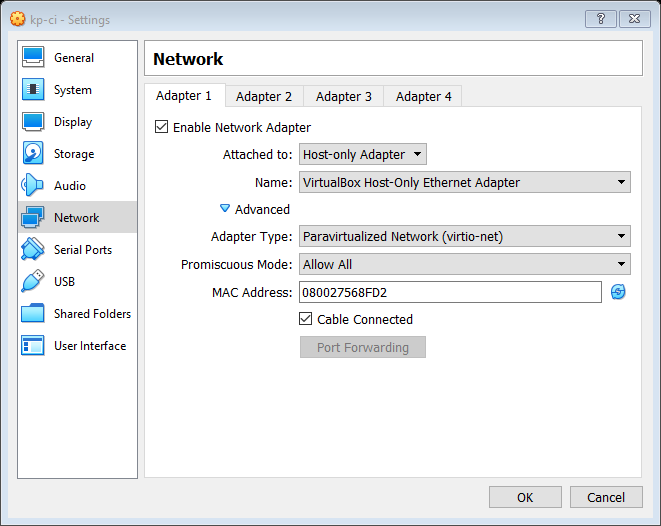 kp-ci - Settings
General
System
Display
Storage
Audio
Network
Serial Ports
USB
Shared Folders
User Interface
Network
Adapter 1 Adapter 2 Adapter 3 Adapter 4
Enable Network Adapter
Attached to: Host-only Adapter
Name: VirtualBox Host-Only Ethernet Adapter
Advanced
Adapter Type: Paravirtualized Network (virtio-net)
Promiscuous Mode: Allow All
MAC Address: 080027568FD2
Cable Connected
Port Forwarding
OK Cancel